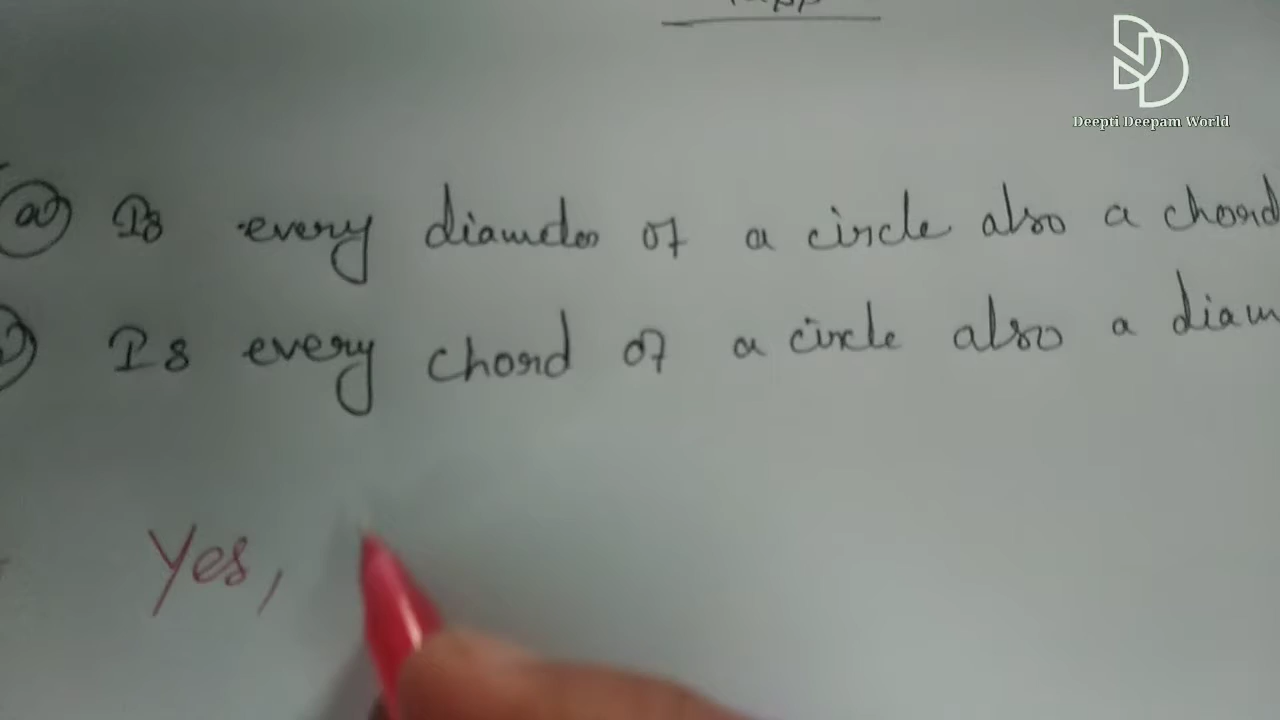 Deepti Deepam World
(a) Is every diameter of a circle also a chord
Is every chord of a circle also a diam
Yes,